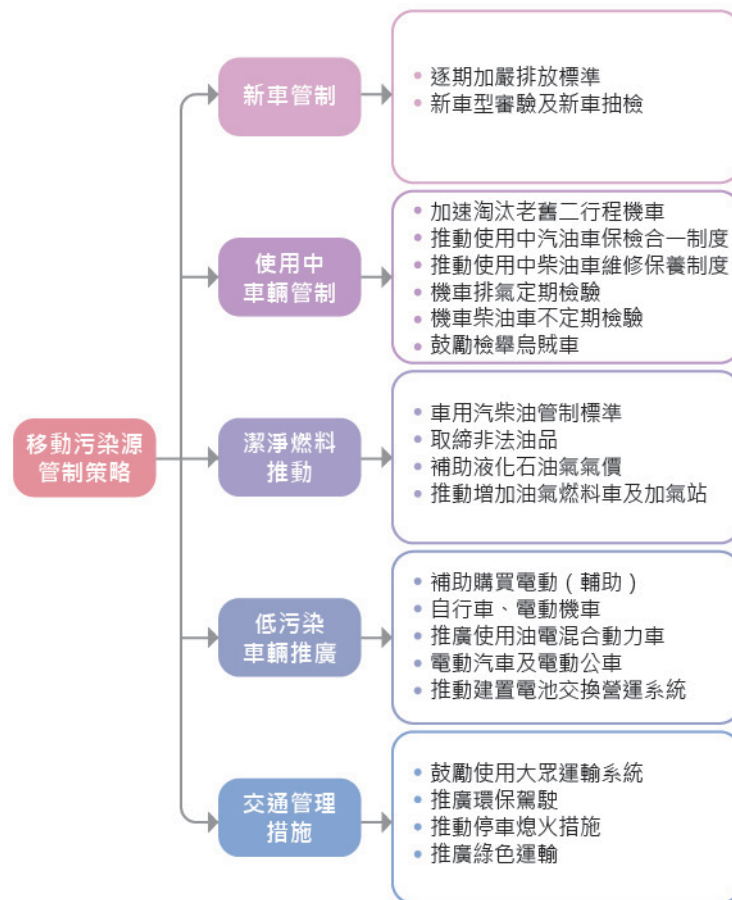 新車管制
逐期加嚴排放標準
新車型審驗及新車抽檢
使用中
車輛管制
加速淘汰老舊二行程機車
推動使用中汽油車保檢合一制度
推動使用中柴油車維修保養制度
機車排氣定期檢驗
機車柴油車不定期檢驗
鼓勵檢舉烏賊車
移動污染源
管制策略
潔淨燃料
推動
車用汽柴油管制標準
取締非法油品
補助液化石油氣氣價
推動增加油氣燃料車及加氣站
低污染
車輛推廣
補助購買電動（輔助）
自行車、電動機車
推廣使用油電混合動力車
電動汽車及電動公車
推動建置電池交換營運系統
交通管理
措施
鼓勵使用大眾運輸系統
推廣環保駕駛
推動停車熄火措施
推廣綠色運輸